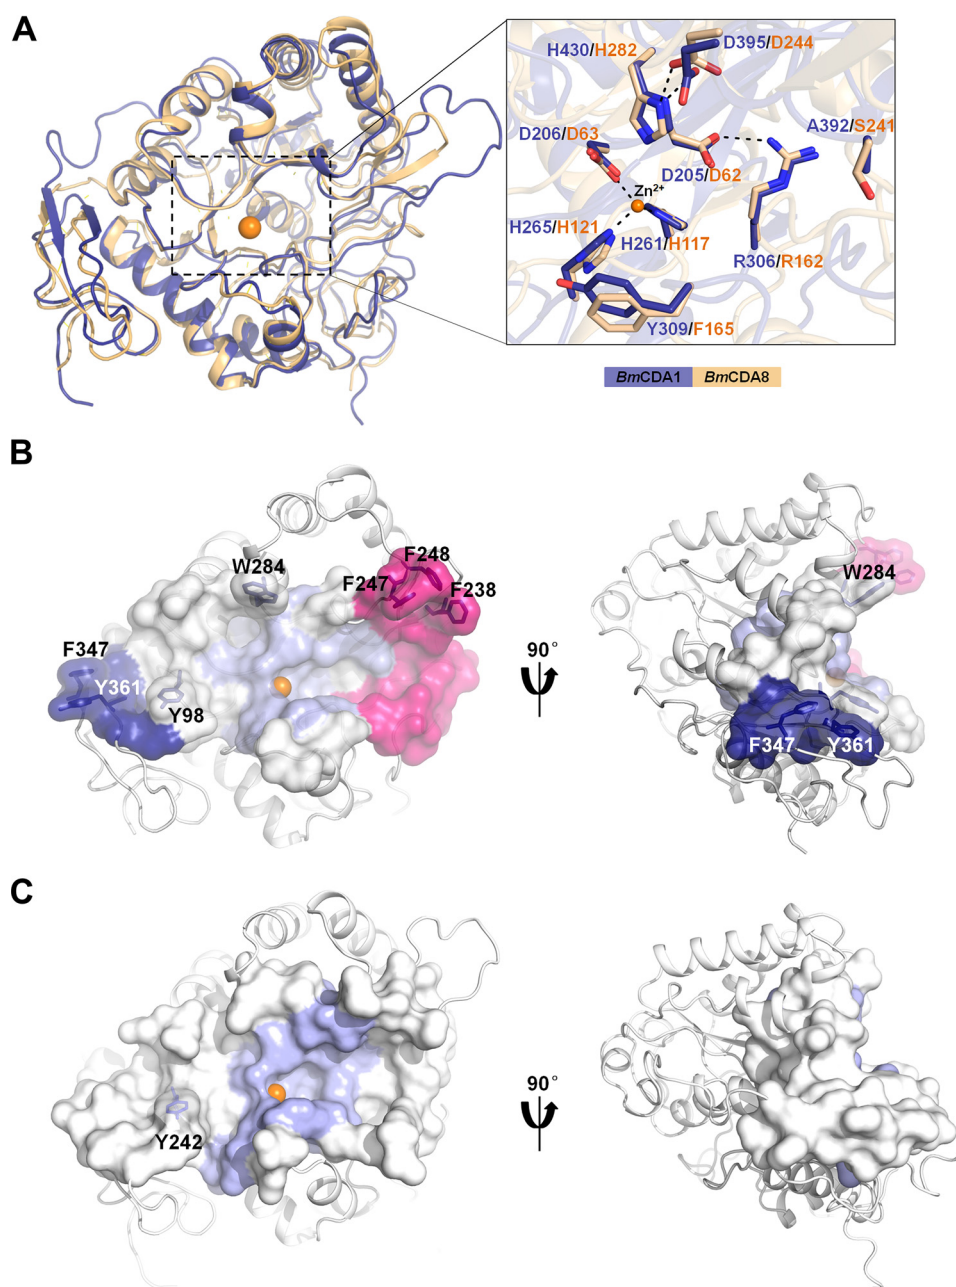 A
H430/H282
D395/D244
D206/D63
A392/S241
D205/D62
Zn²⁺
H265/H121
H261/H117
R306/R162
Y309/F165
BmCDA1 BmCDA8
B
W284
F248
F247
F238
F347
Y361
Y98
90°
W284
F347
Y361
C
Y242
90°